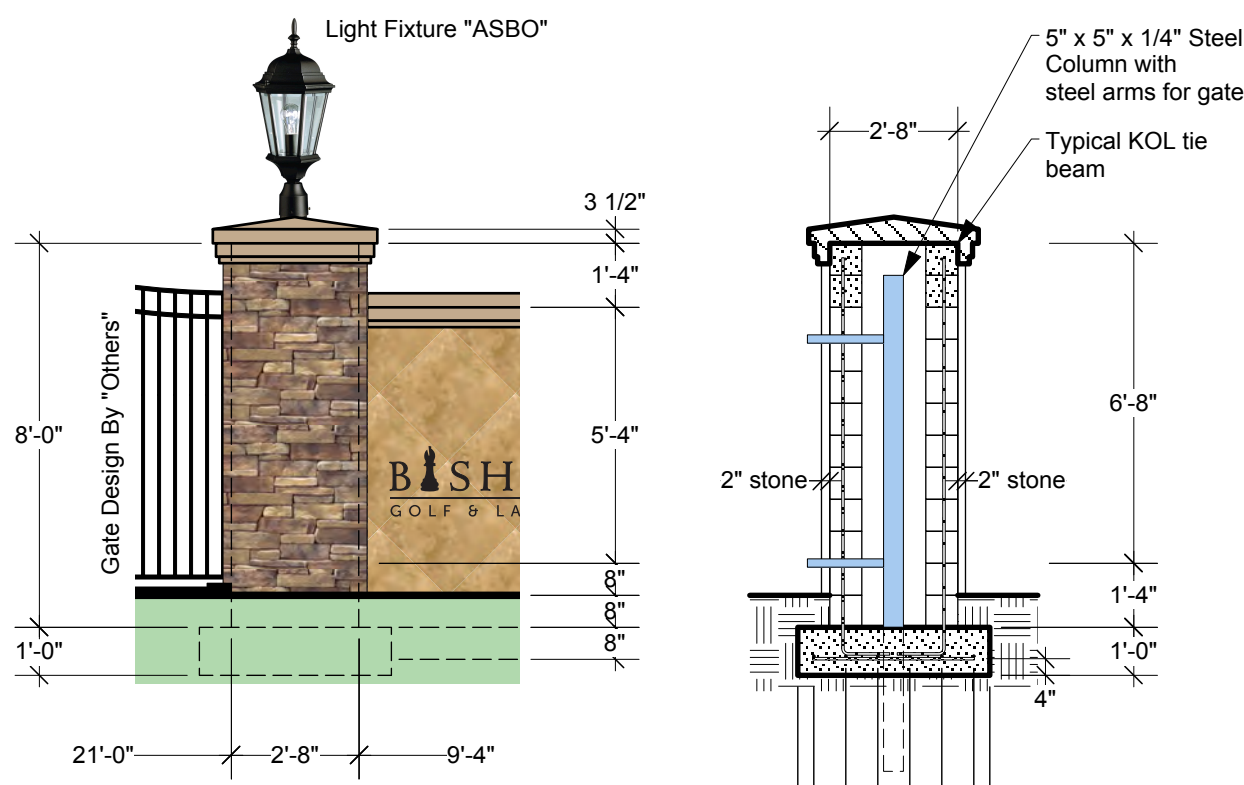 Light Fixture "ASBO"
3 1/2"
1'-4"
8'-0"
Gate Design By "Others"
5'-4"
B SH
GOLF & LA
8"
8"
1'-0"
8"
21'-0"
2'-8"
9'-4"
5" x 5" x 1/4" Steel
Column with
steel arms for gate
2'-8"
Typical KOL tie
beam
6'-8"
2" stone
2" stone
1'-4"
1'-0"
4"